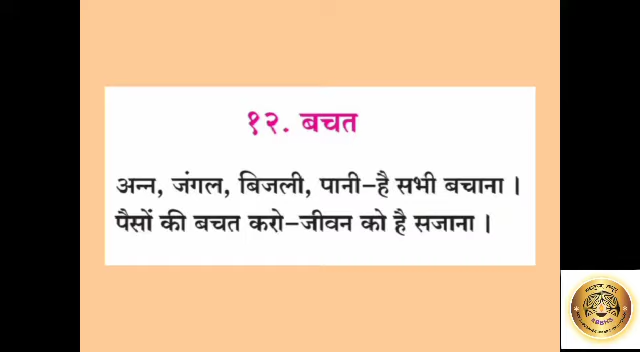 १२. बचत
अन्न, जंगल, बिजली, पानी-है सभी बचाना ।
पैसों की बचत करो-जीवन को है सजाना ।